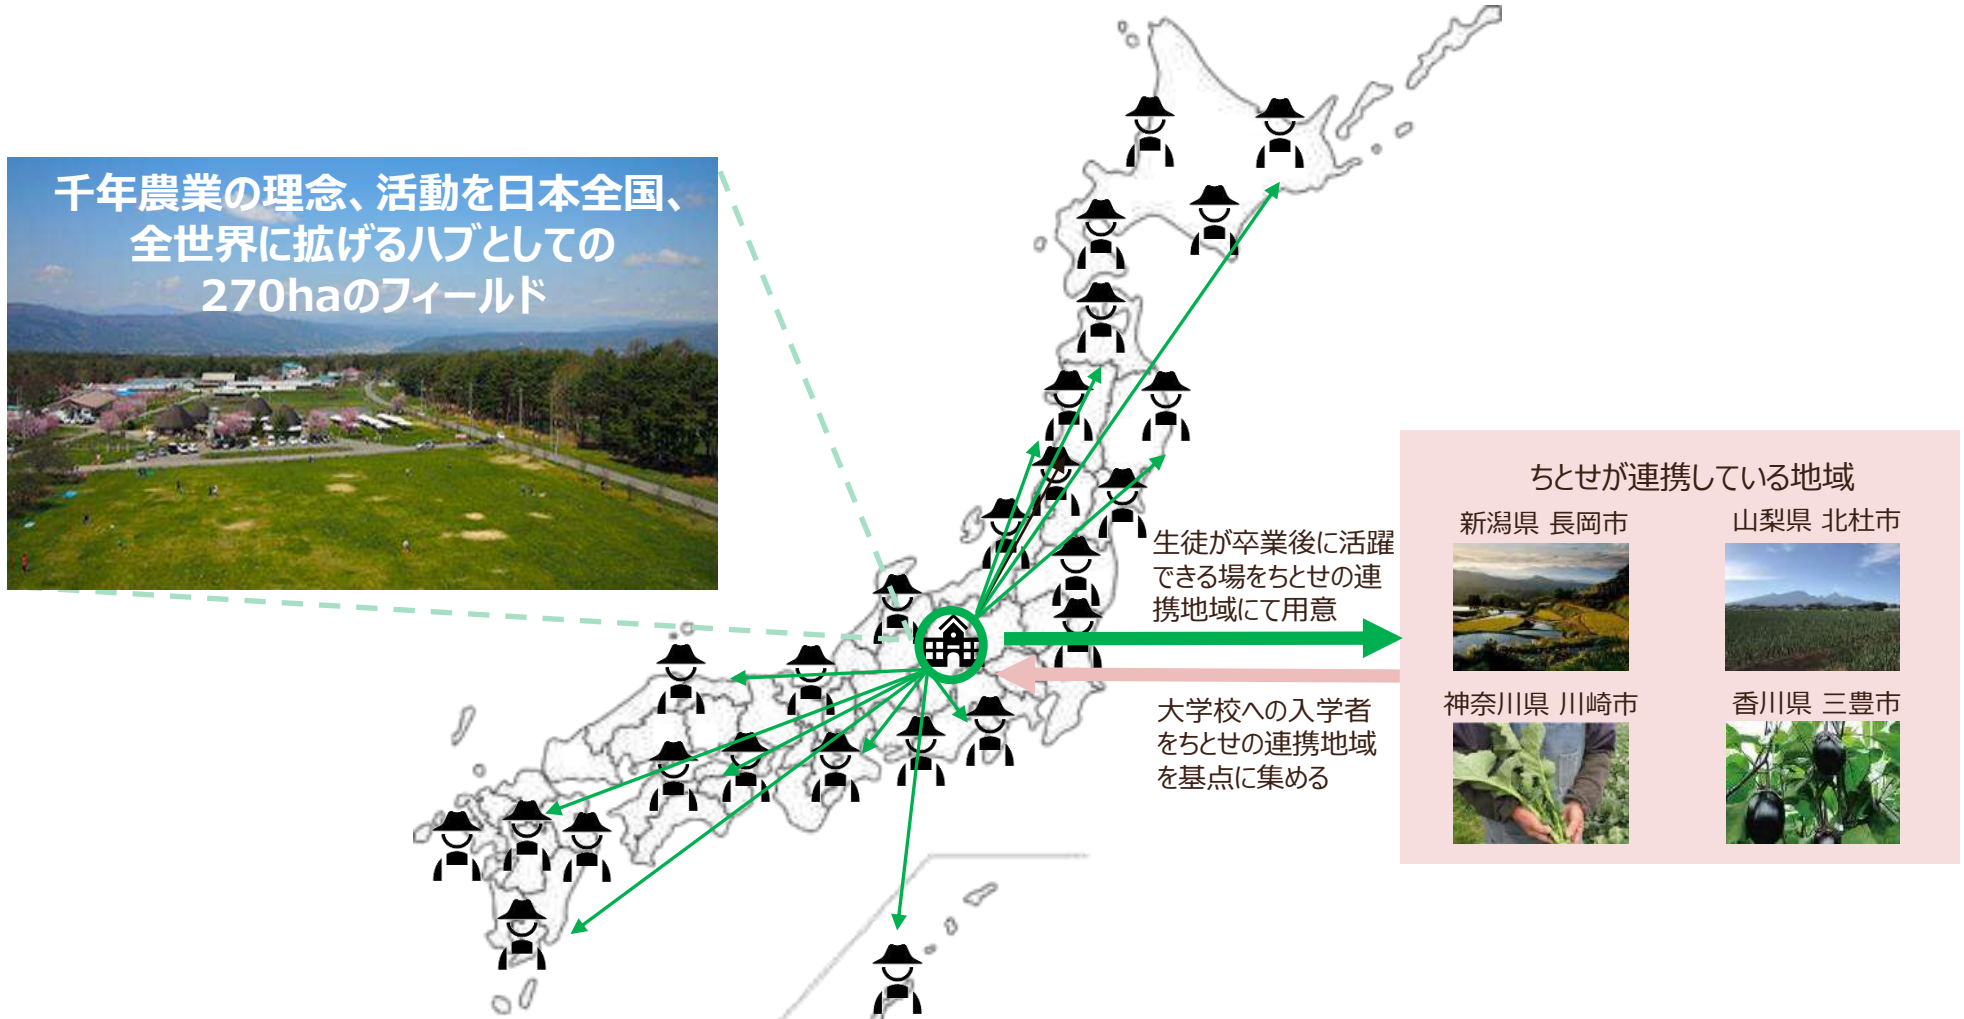 千年農業の理念、活動を日本全国、
全世界に拡げるハブとしての
270haのフィールド
生徒が卒業後に活躍
できる場をちとせの連
携地域にて用意
大学校への入学者
をちとせの連携地域
を基点に集める
ちとせが連携している地域
新潟県 長岡市
山梨県 北杜市
神奈川県 川崎市
香川県 三豊市